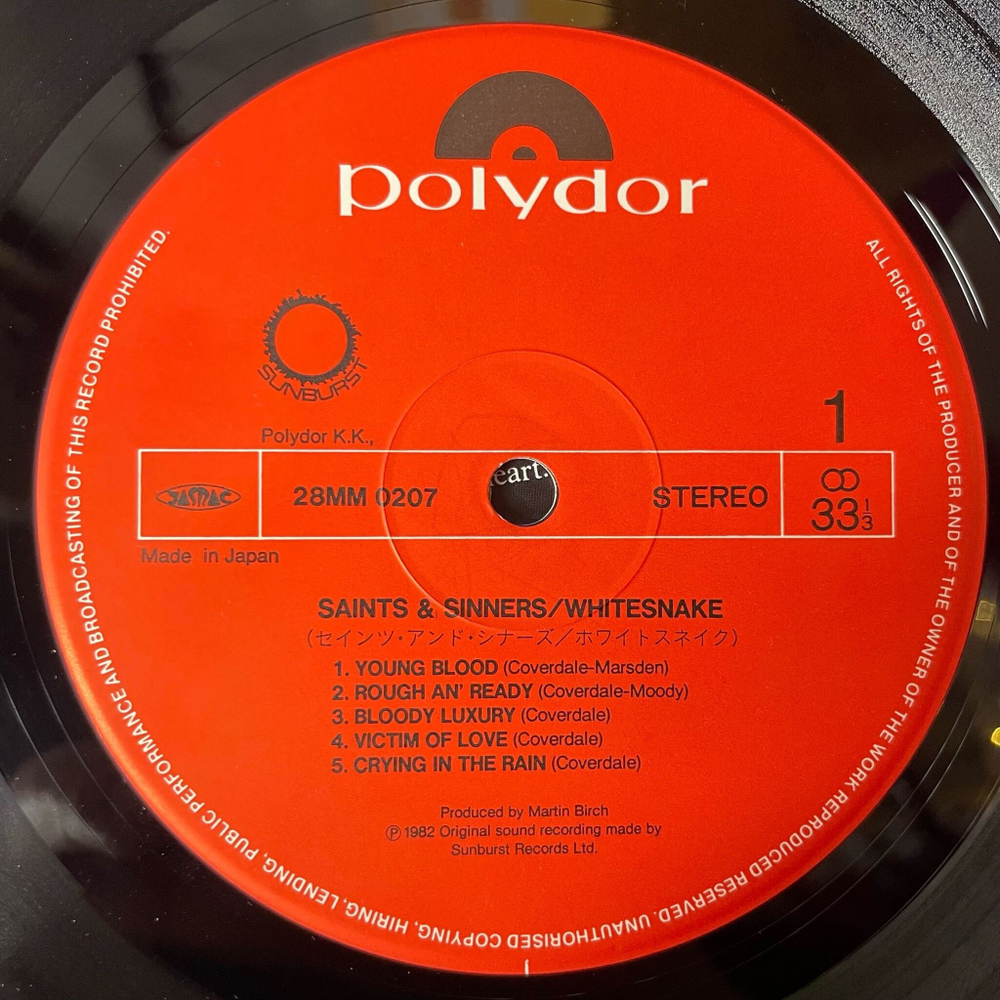 polydor
SUNBURST
Polydor K.K.,
1
JASRAC
28MM 0207
eart.
STEREO
33 1/3
Made in Japan
SAINTS & SINNERS/WHITESNAKE
(セインツ・アンド・シナーズ/ホワイトスネイク)
1. YOUNG BLOOD (Coverdale-Marsden)
2. ROUGH AN' READY (Coverdale-Moody)
3. BLOODY LUXURY (Coverdale)
4. VICTIM OF LOVE (Coverdale)
5. CRYING IN THE RAIN (Coverdale)
Produced by Martin Birch
Ⓟ1982 Original sound recording made by
Sunburst Records Ltd.
ALL RIGHTS OF THE PRODUCER AND OF THE OWNER OF THE WORK REPRODUCED RESERVED. UNAUTHORISED COPYING, HIRING, LENDING, PUBLIC PERFORMANCE AND BROADCASTING OF THIS RECORD PROHIBITED.